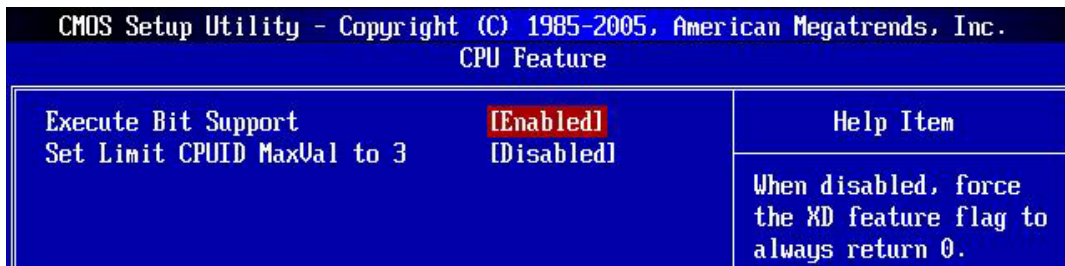 CMOS Setup Utility - Copyright (C) 1985-2005, American Megatrends, Inc.
CPU Feature
Execute Bit Support [Enabled]
Set Limit CPUID MaxVal to 3 [Disabled]
Help Item
When disabled, force
the XD feature flag to
always return 0.